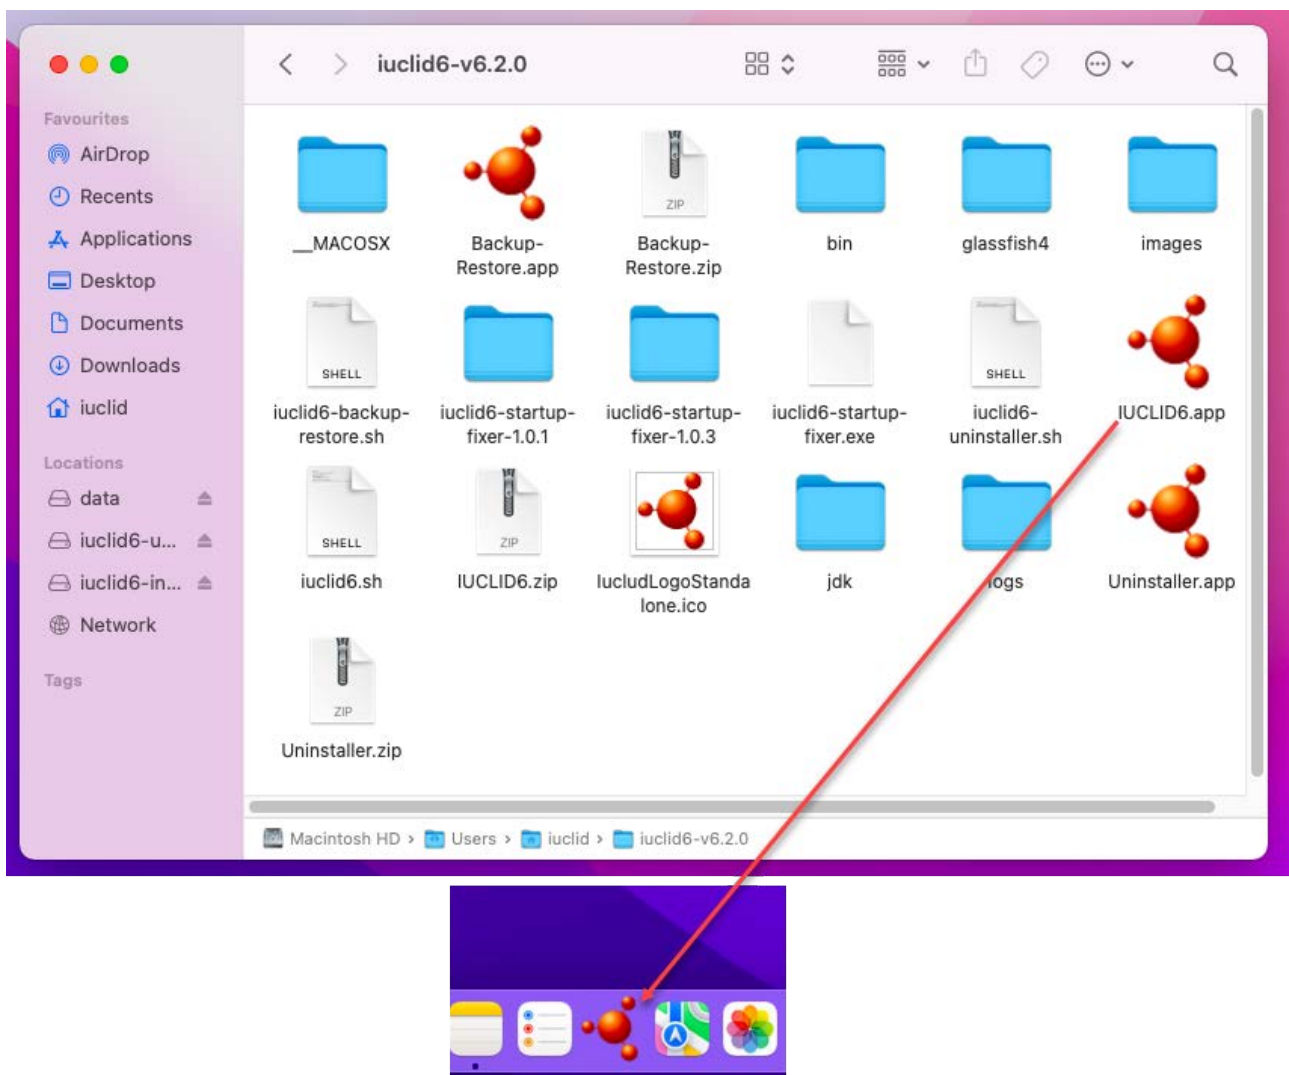 iuclid6-v6.2.0
Favourites
AirDrop
Recents
Applications
Desktop
Documents
Downloads
iuclid
Locations
data
iuclid6-u...
iuclid6-in...
Network
Tags
__MACOSX
Backup-
Restore.app
ZIP
Backup-
Restore.zip
bin
glassfish4
images
SHELL
iuclid6-backup-
restore.sh
iuclid6-startup-
fixer-1.0.1
iuclid6-startup-
fixer-1.0.3
iuclid6-startup-
fixer.exe
SHELL
iuclid6-
uninstaller.sh
IUCLID6.app
SHELL
iuclid6.sh
ZIP
IUCLID6.zip
IucludLogoStanda
lone.ico
jdk
logs
Uninstaller.app
ZIP
Uninstaller.zip
Macintosh HD › Users › iuclid › iuclid6-v6.2.0